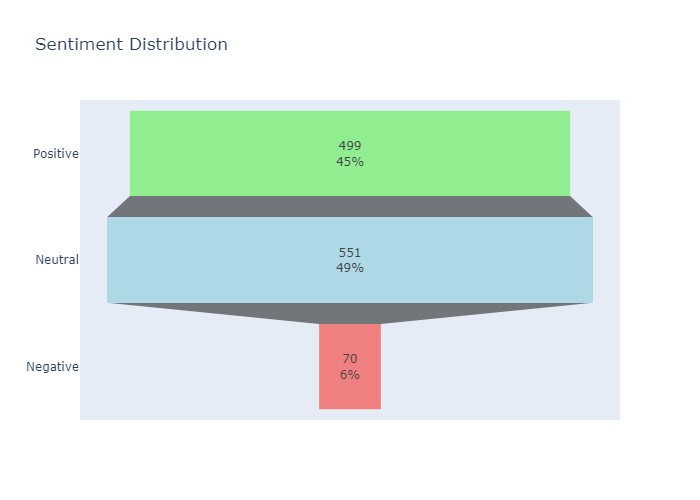 Sentiment Distribution
Positive
499
45%
Neutral
551
49%
Negative
70
6%